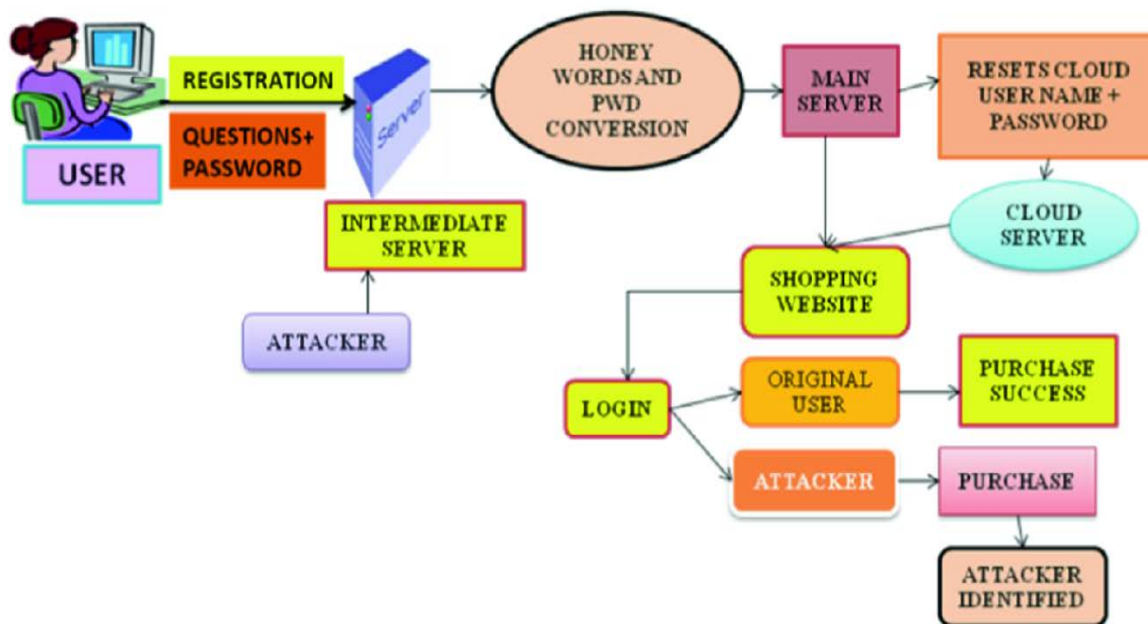 USER
REGISTRATION
QUESTIONS+
PASSWORD
Server
INTERMEDIATE
SERVER
ATTACKER
HONEY
WORDS AND
PWD
CONVERSION
MAIN
SERVER
RESETS CLOUD
USER NAME +
PASSWORD
CLOUD
SERVER
SHOPPING
WEBSITE
LOGIN
ORIGINAL
USER
PURCHASE
SUCCESS
ATTACKER
PURCHASE
ATTACKER
IDENTIFIED